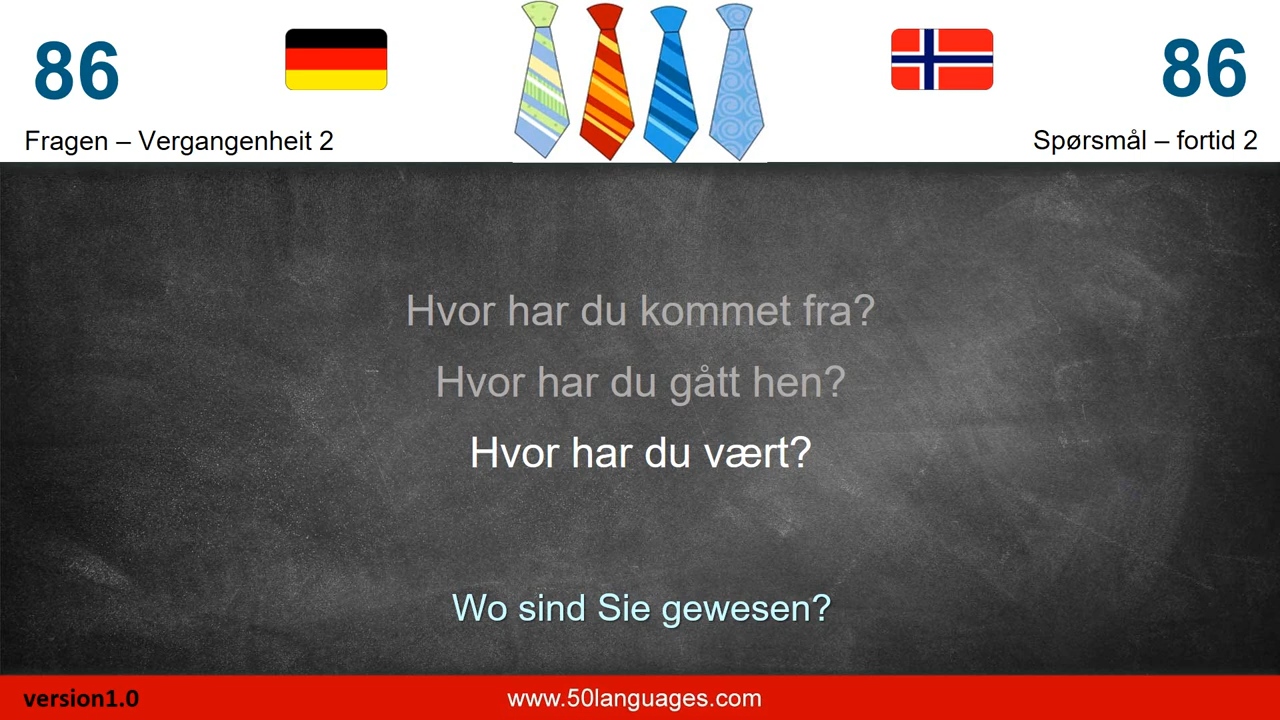 86
86
Fragen – Vergangenheit 2
Spørsmål – fortid 2
Hvor har du kommet fra?
Hvor har du gått hen?
Hvor har du vært?
Wo sind Sie gewesen?
version1.0
www.50languages.com